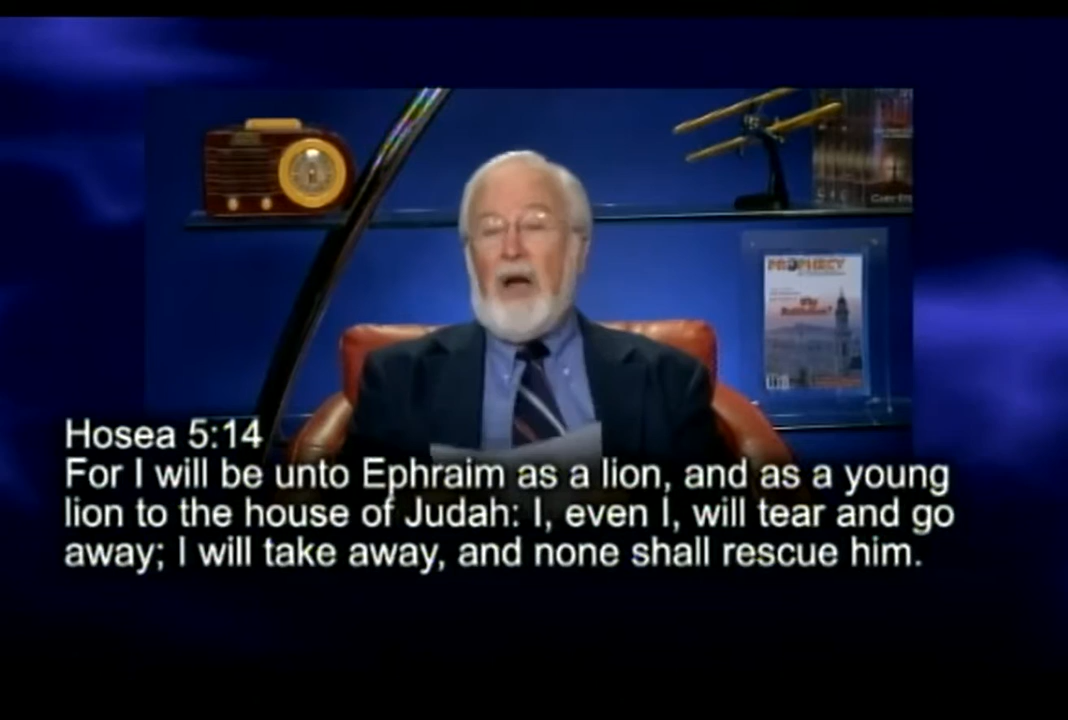 PROPHECY
Why
Hosea 5:14
For I will be unto Ephraim as a lion, and as a young
lion to the house of Judah: I, even I, will tear and go
away; I will take away, and none shall rescue him.